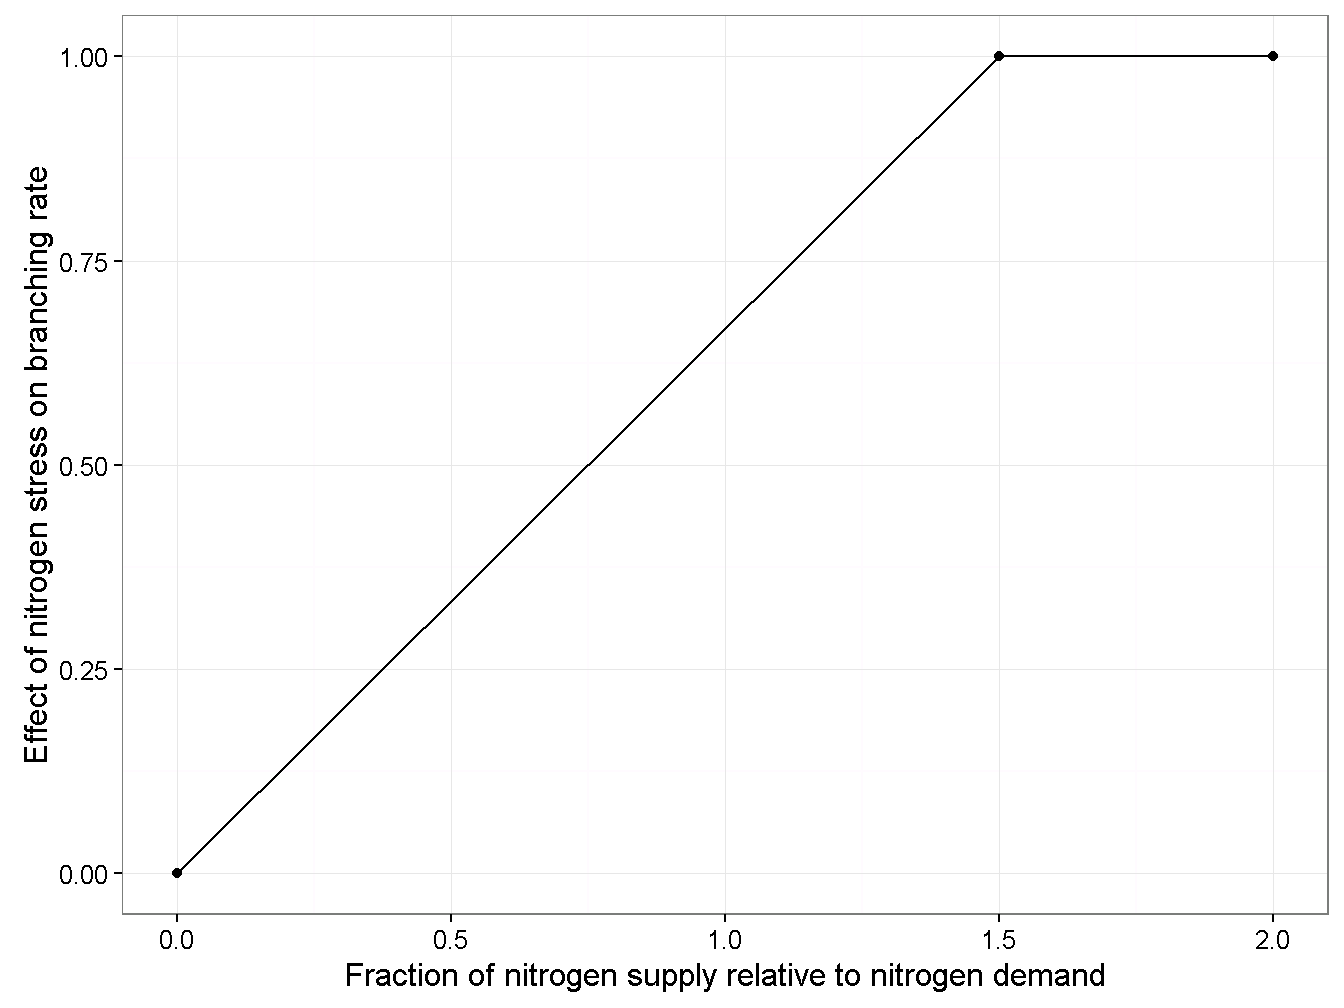 Effect of nitrogen stress on branching rate
1.00
0.75
0.50
0.25
0.00
0.0 0.5 1.0 1.5 2.0
Fraction of nitrogen supply relative to nitrogen demand